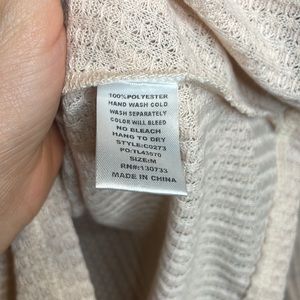 100%POLYESTER
HAND WASH COLD
WASH SEPARATELY
COLOR WILL BLEED
NO BLEACH
HANG TO DRY
STYLE:C0273
PO:TL43070
SIZE:M
RN#:130733
MADE IN CHINA